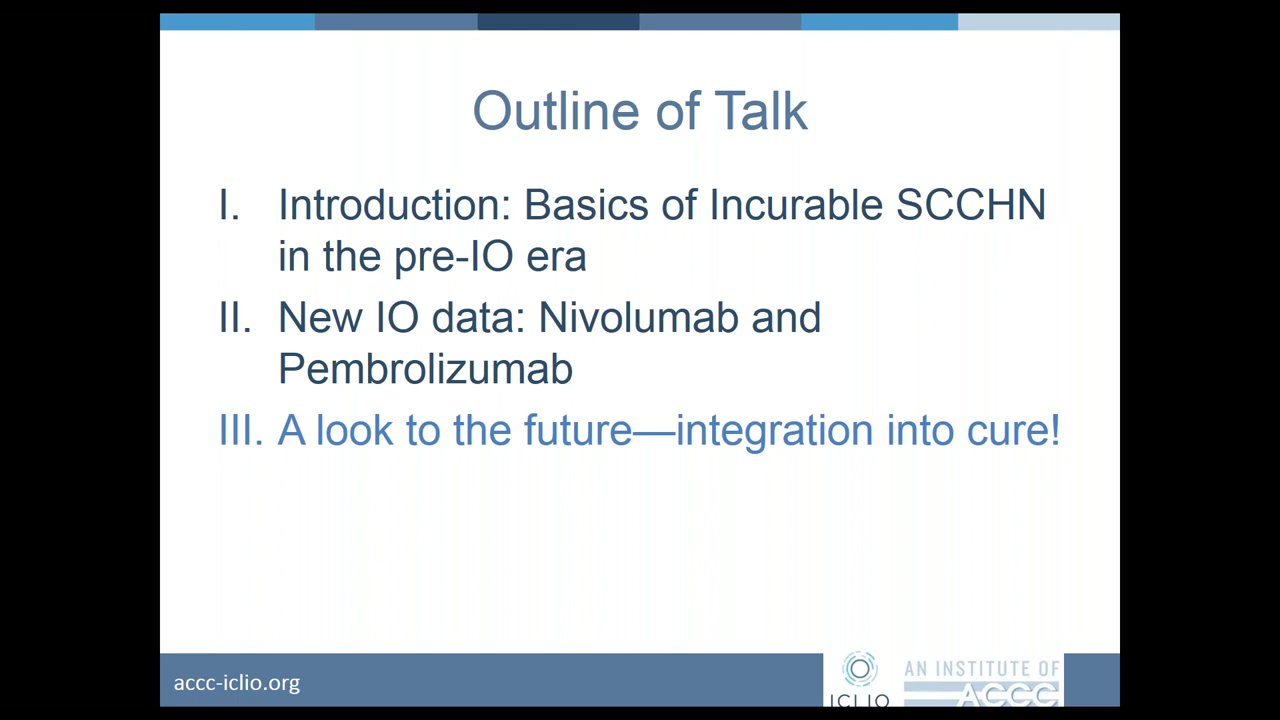 Outline of Talk
I. Introduction: Basics of Incurable SCCHN
in the pre-IO era
II. New IO data: Nivolumab and
Pembrolizumab
III. A look to the future—integration into cure!
accc-iclio.org
ICLIO
AN INSTITUTE OF
ACCC